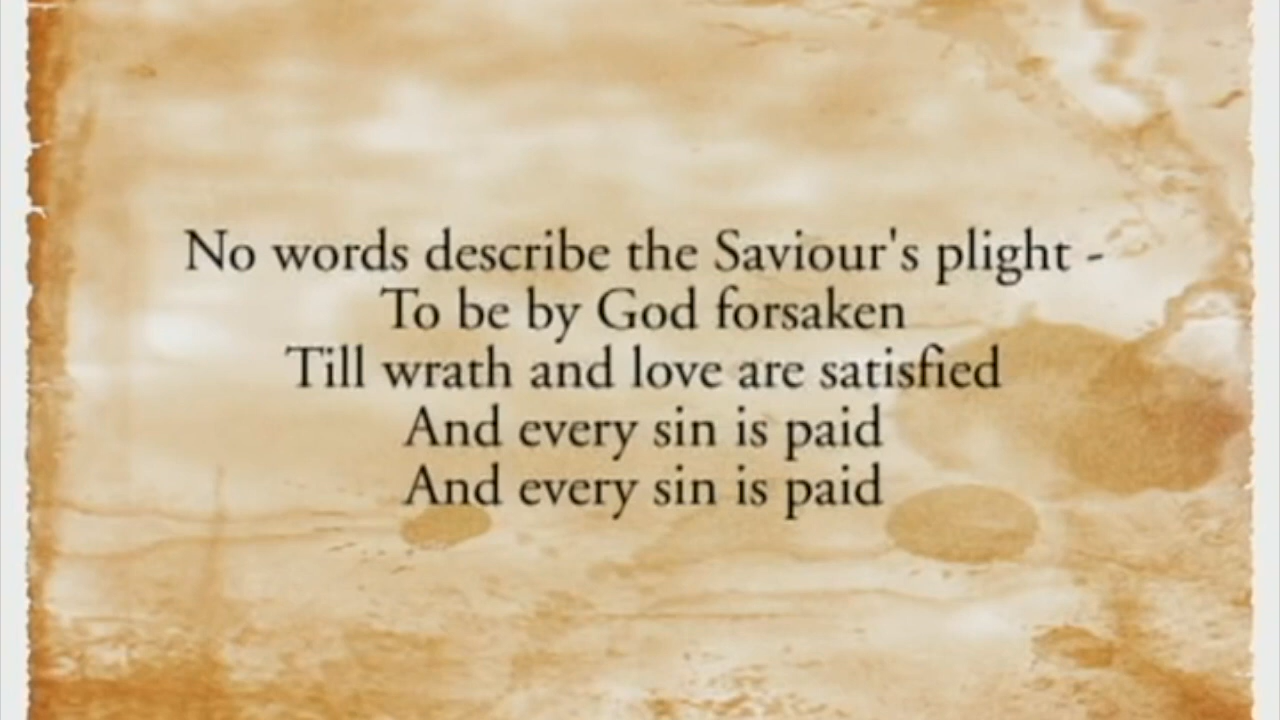 No words describe the Saviour's plight -
To be by God forsaken
Till wrath and love are satisfied
And every sin is paid
And every sin is paid